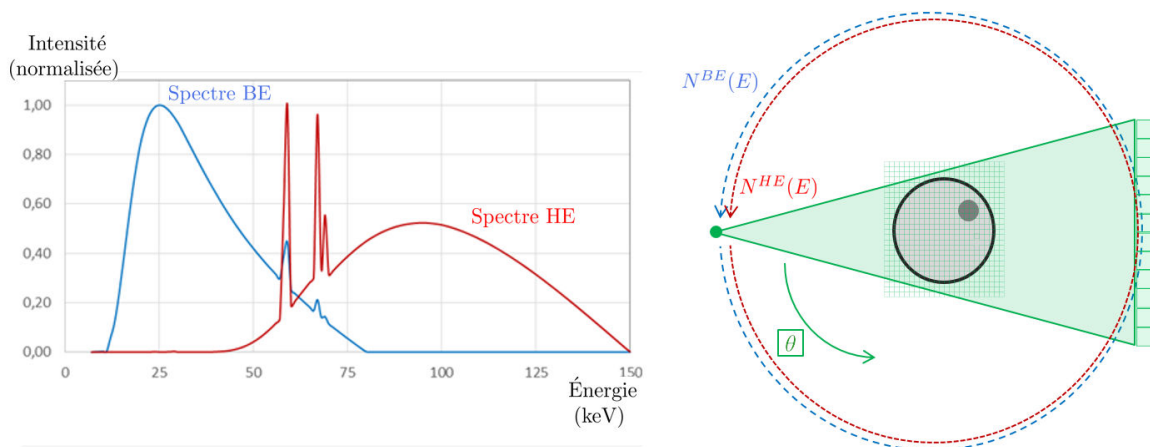 Intensité
(normalisée)
Spectre BE
1,00
0,80
0,60
0,40
0,20
0,00
Spectre HE
0
25
50
75
100
125
150
Énergie
(keV)
N^{BE}(E)
N^{HE}(E)
θ